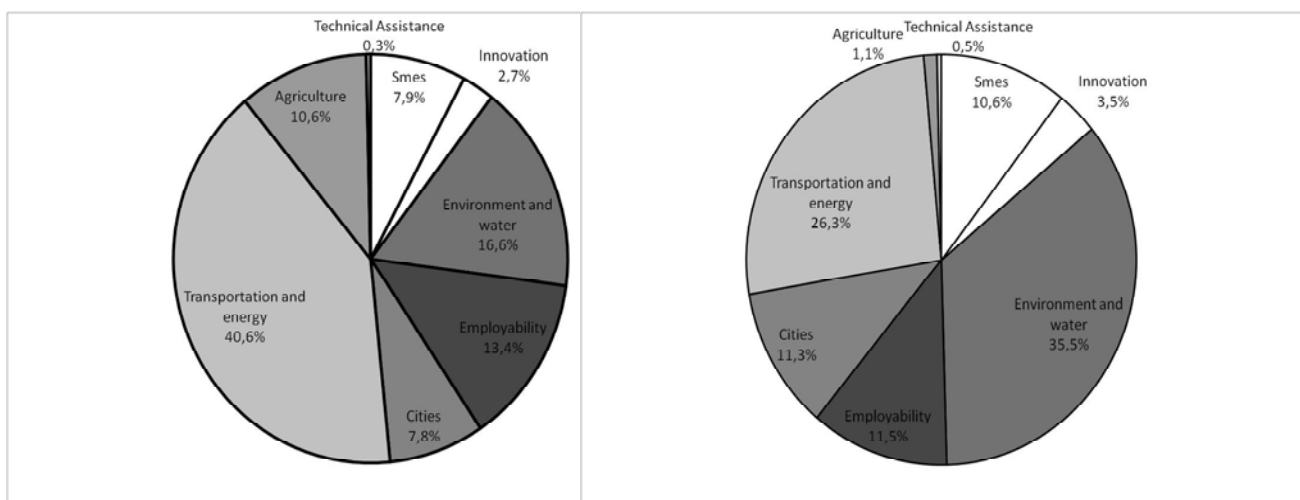 Technical Assistance
0,3%
Smes
7,9%
Innovation
2,7%
Environment and
water
16,6%
Employability
13,4%
Cities
7,8%
Transportation and
energy
40,6%
Agriculture
10,6%
Technical Assistance
0,5%
Smes
10,6%
Innovation
3,5%
Environment and
water
35,5%
Employability
11,5%
Cities
11,3%
Transportation and
energy
26,3%
Agriculture
1,1%